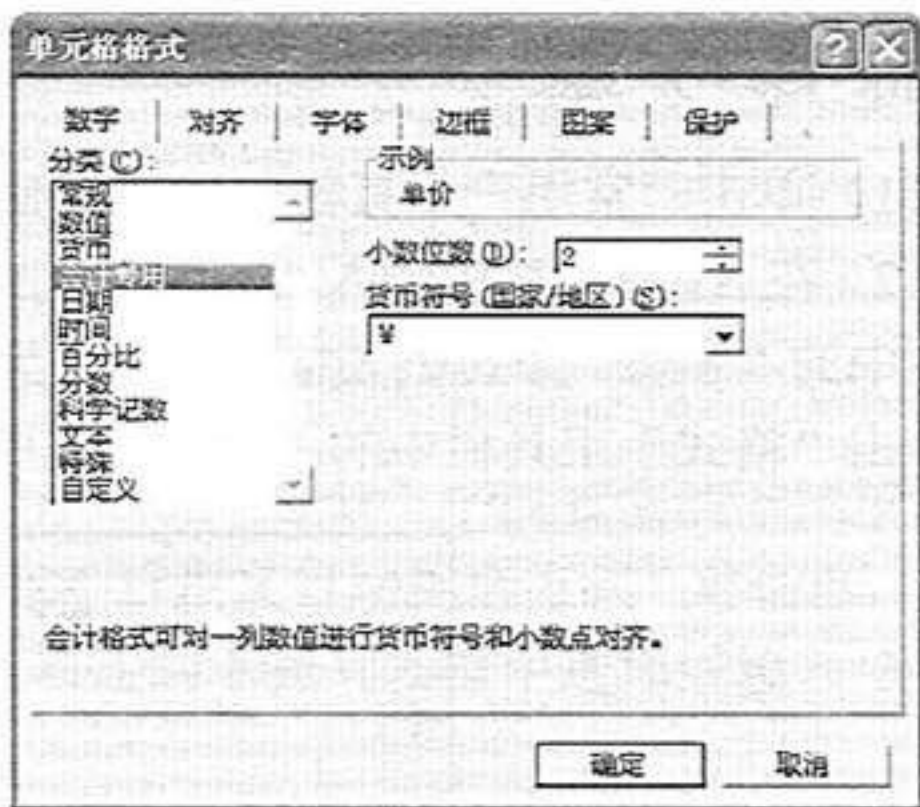 单元格格式
数字 对齐 字体 边框 图案 保护
分类(C):
常规
数值
货币
日期
时间
百分比
分数
科学记数
文本
特殊
自定义
示例
单价
小数位数(D): 2
货币符号(国家/地区)(S):
¥
会计格式可对一列数值进行货币符号和小数点对齐。
确定 取消